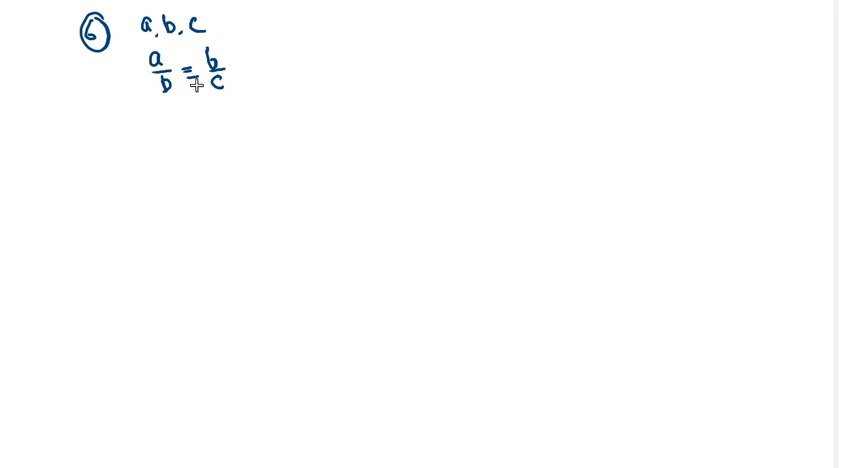 ⑥ a, b, c
a/b = b/c